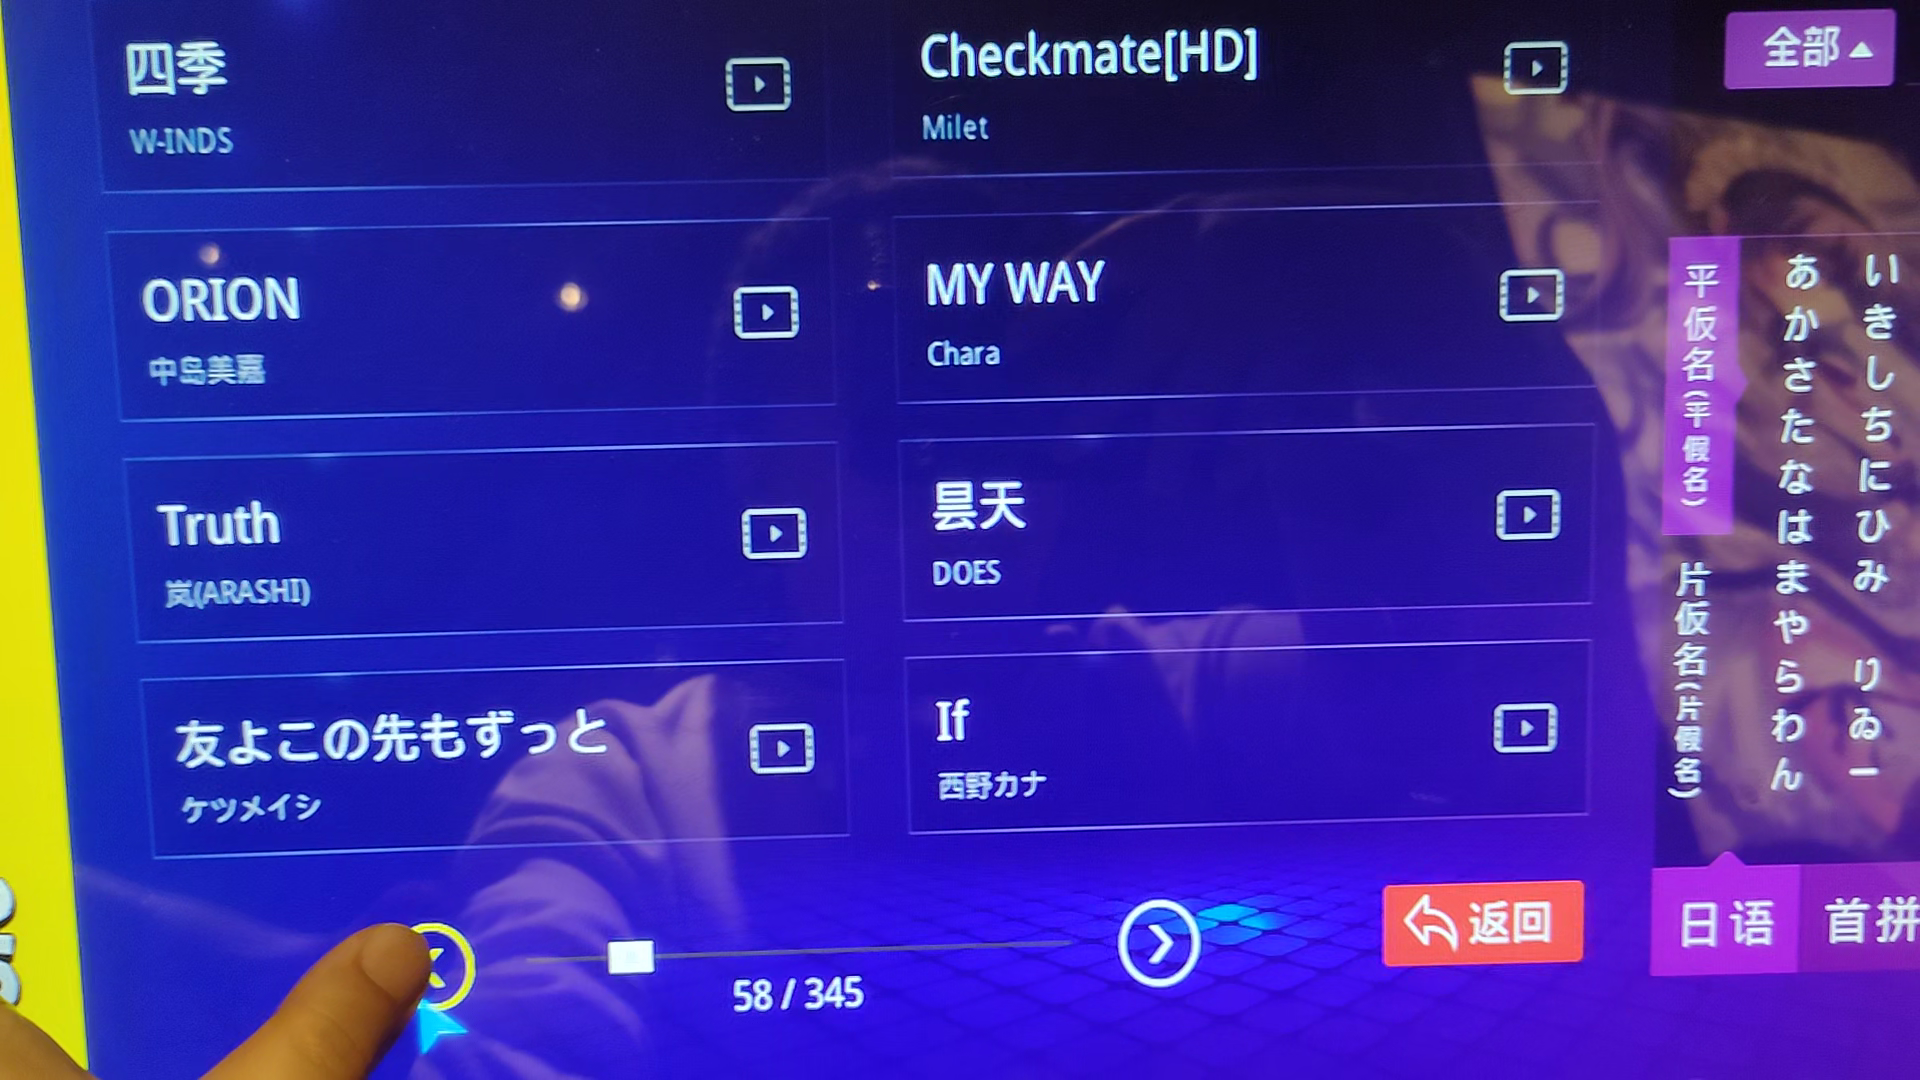 四季
W-INDS
Checkmate[HD]
Milet
ORION
中岛美嘉
MY WAY
Chara
Truth
岚(ARASHI)
昙天
DOES
友よこの先もずっと
ケツメイシ
If
西野カナ
58 / 345
返回
全部
平仮名(平假名)
片仮名(片假名)
あかさたなはまやらわん
いきしちにひみ りゐー
日语
首拼